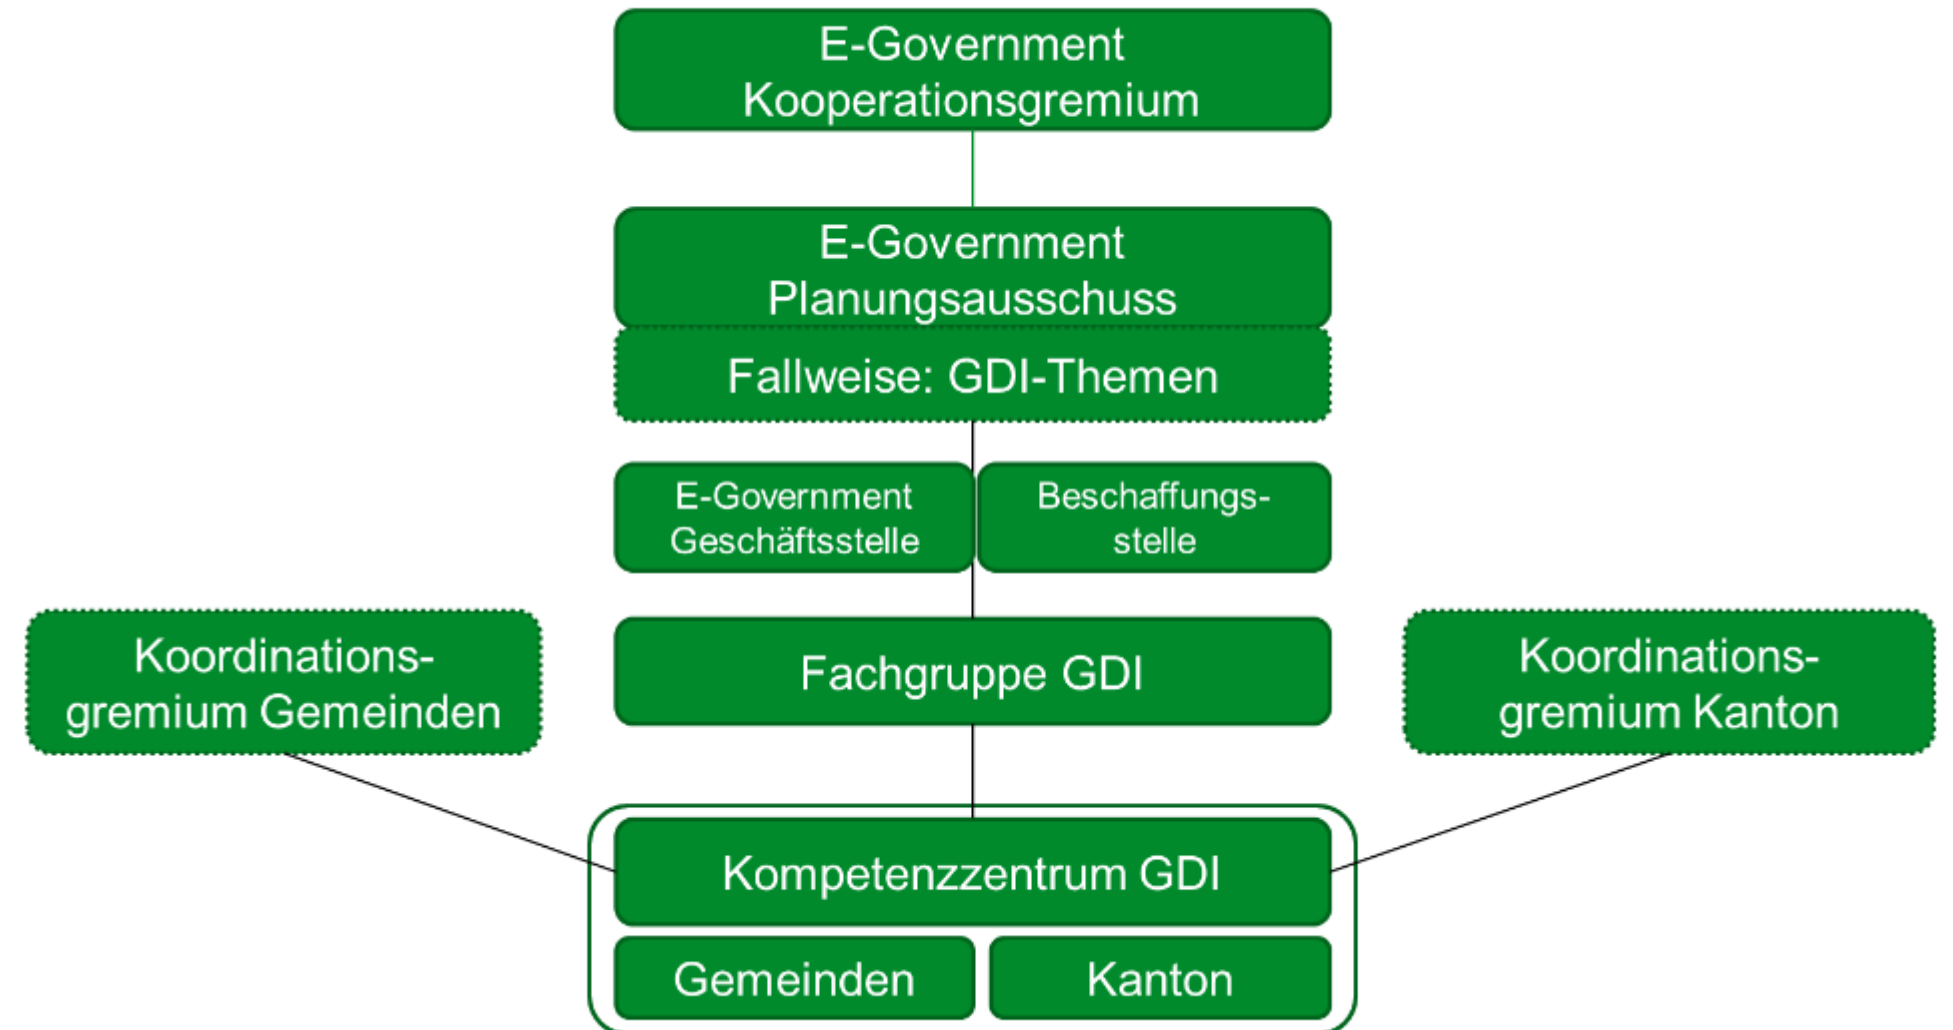 E-Government
Kooperationsgremium
E-Government
Planungsausschuss
Fallweise: GDI-Themen
E-Government
Geschäftsstelle
Beschaffungs-
stelle
Koordinations-
gremium Gemeinden
Fachgruppe GDI
Koordinations-
gremium Kanton
Kompetenzzentrum GDI
Gemeinden
Kanton